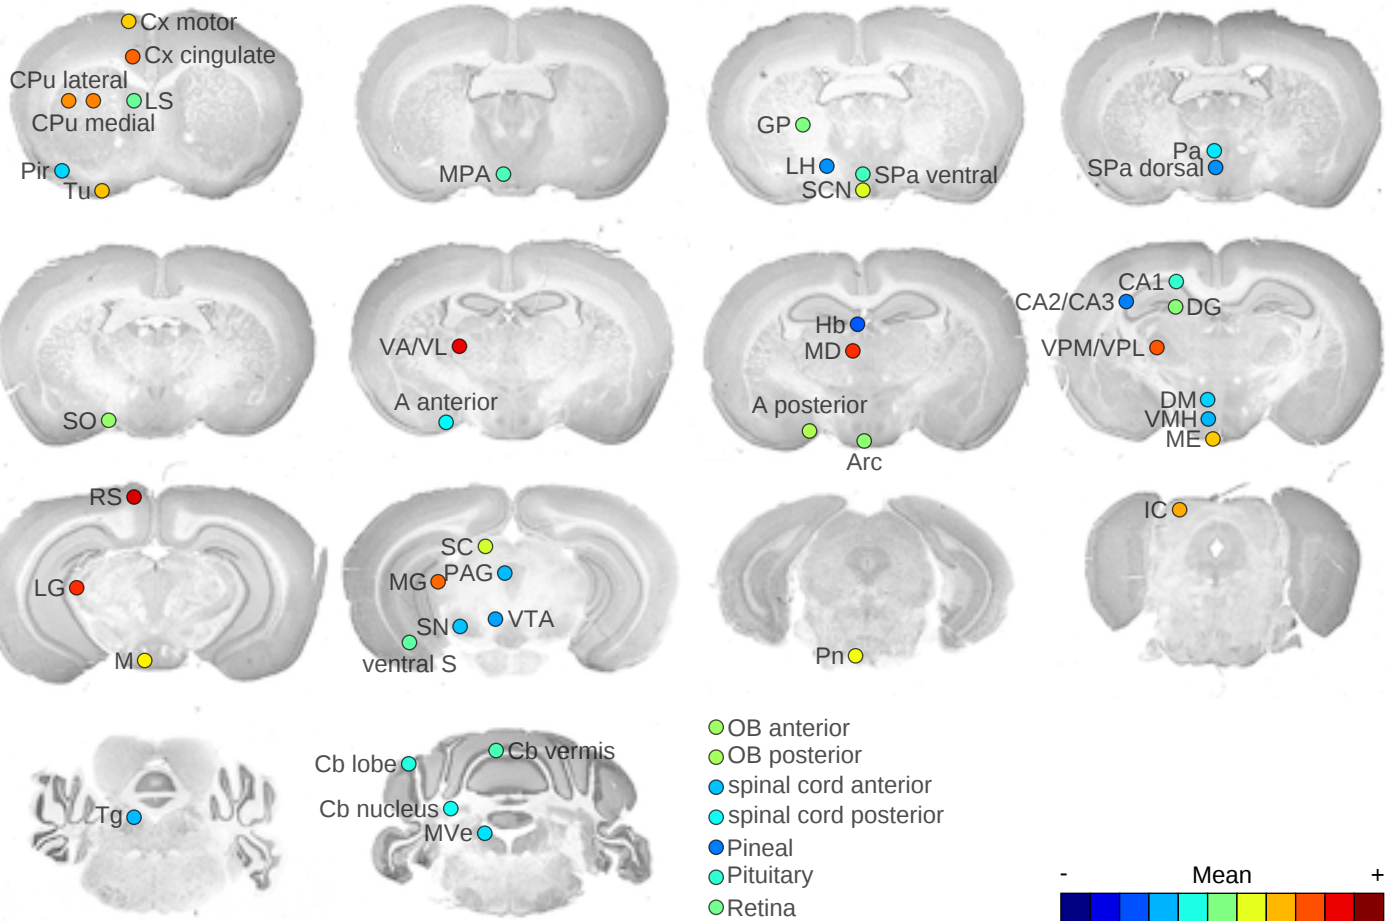 Cx motor
Cx cingulate
CPu lateral
LS
CPu medial
Pir
Tu
MPA
GP
LH
SPa ventral
SCN
Pa
SPa dorsal
SO
VA/VL
A anterior
Hb
MD
A posterior
Arc
CA1
CA2/CA3
DG
VPM/VPL
DM
VMH
ME
RS
LG
M
SC
MG
PAG
SN
VTA
ventral S
Pn
IC
Tg
Cb lobe
Cb vermis
Cb nucleus
MVe
OB anterior
OB posterior
spinal cord anterior
spinal cord posterior
Pineal
Pituitary
Retina
- Mean +